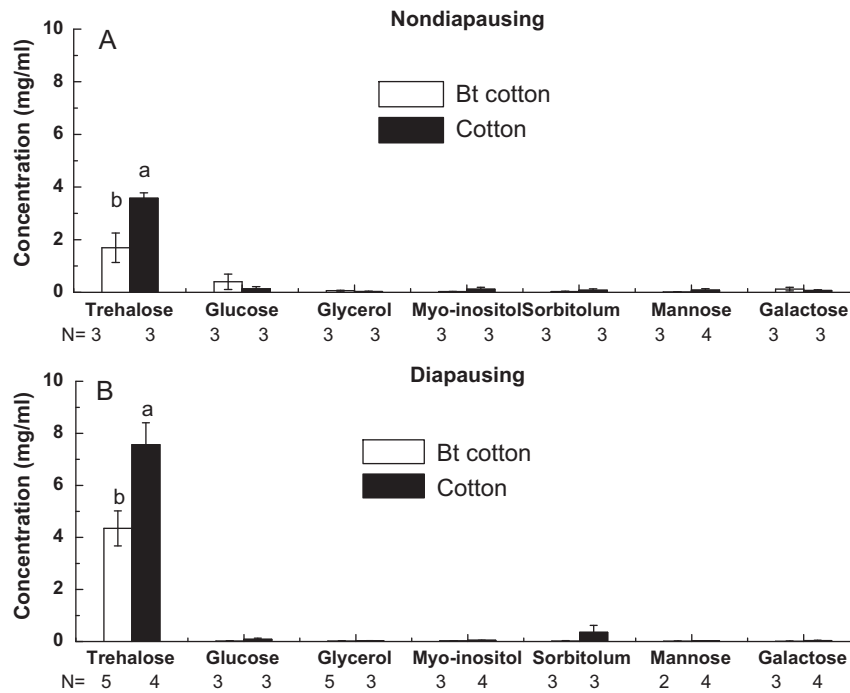 A
Nondiapausing
10
8
6
4
2
0
Concentration (mg/ml)
Bt cotton
Cotton
b
a
Trehalose Glucose Glycerol Myo-inositol Sorbitolum Mannose Galactose
N= 3 3 3 3 3 3 3 3 3 3 3 4 3 3
B
Diapausing
10
8
6
4
2
0
Concentration (mg/ml)
Bt cotton
Cotton
b
a
Trehalose Glucose Glycerol Myo-inositol Sorbitolum Mannose Galactose
N= 5 4 3 3 5 3 3 4 3 3 2 4 3 4